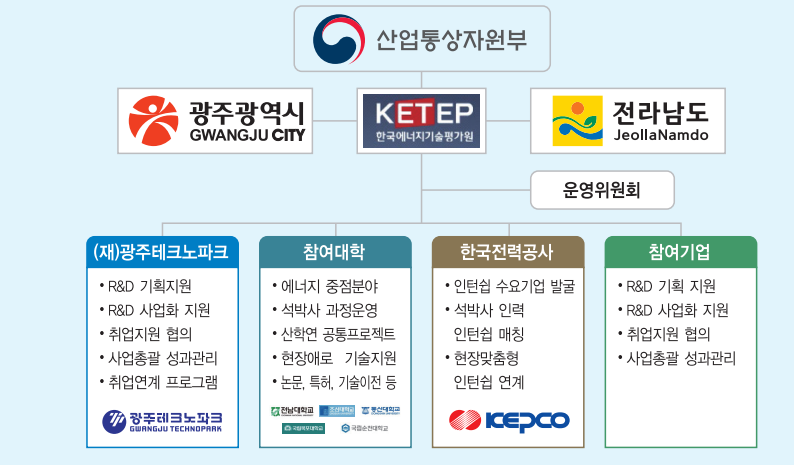 산업통상자원부
광주광역시
GWANGJU CITY
KETEP
한국에너지기술평가원
전라남도
JeollaNamdo
운영위원회
(재)광주테크노파크
• R&D 기획지원
• R&D 사업화 지원
• 취업지원 협의
• 사업총괄 성과관리
• 취업연계 프로그램
광주테크노파크
GWANGJU TECHNOPARK
참여대학
• 에너지 중점분야
• 석박사 과정운영
• 산학연 공통프로젝트
• 현장애로 기술지원
• 논문, 특허, 기술이전 등
전남대학교
조선대학교
동신대학교
국립목포대학교
국립순천대학교
한국전력공사
• 인턴쉽 수요기업 발굴
• 석박사 인력
인턴쉽 매칭
• 현장맞춤형
인턴쉽 연계
KEPCO
참여기업
• R&D 기획 지원
• R&D 사업화 지원
• 취업지원 협의
• 사업총괄 성과관리